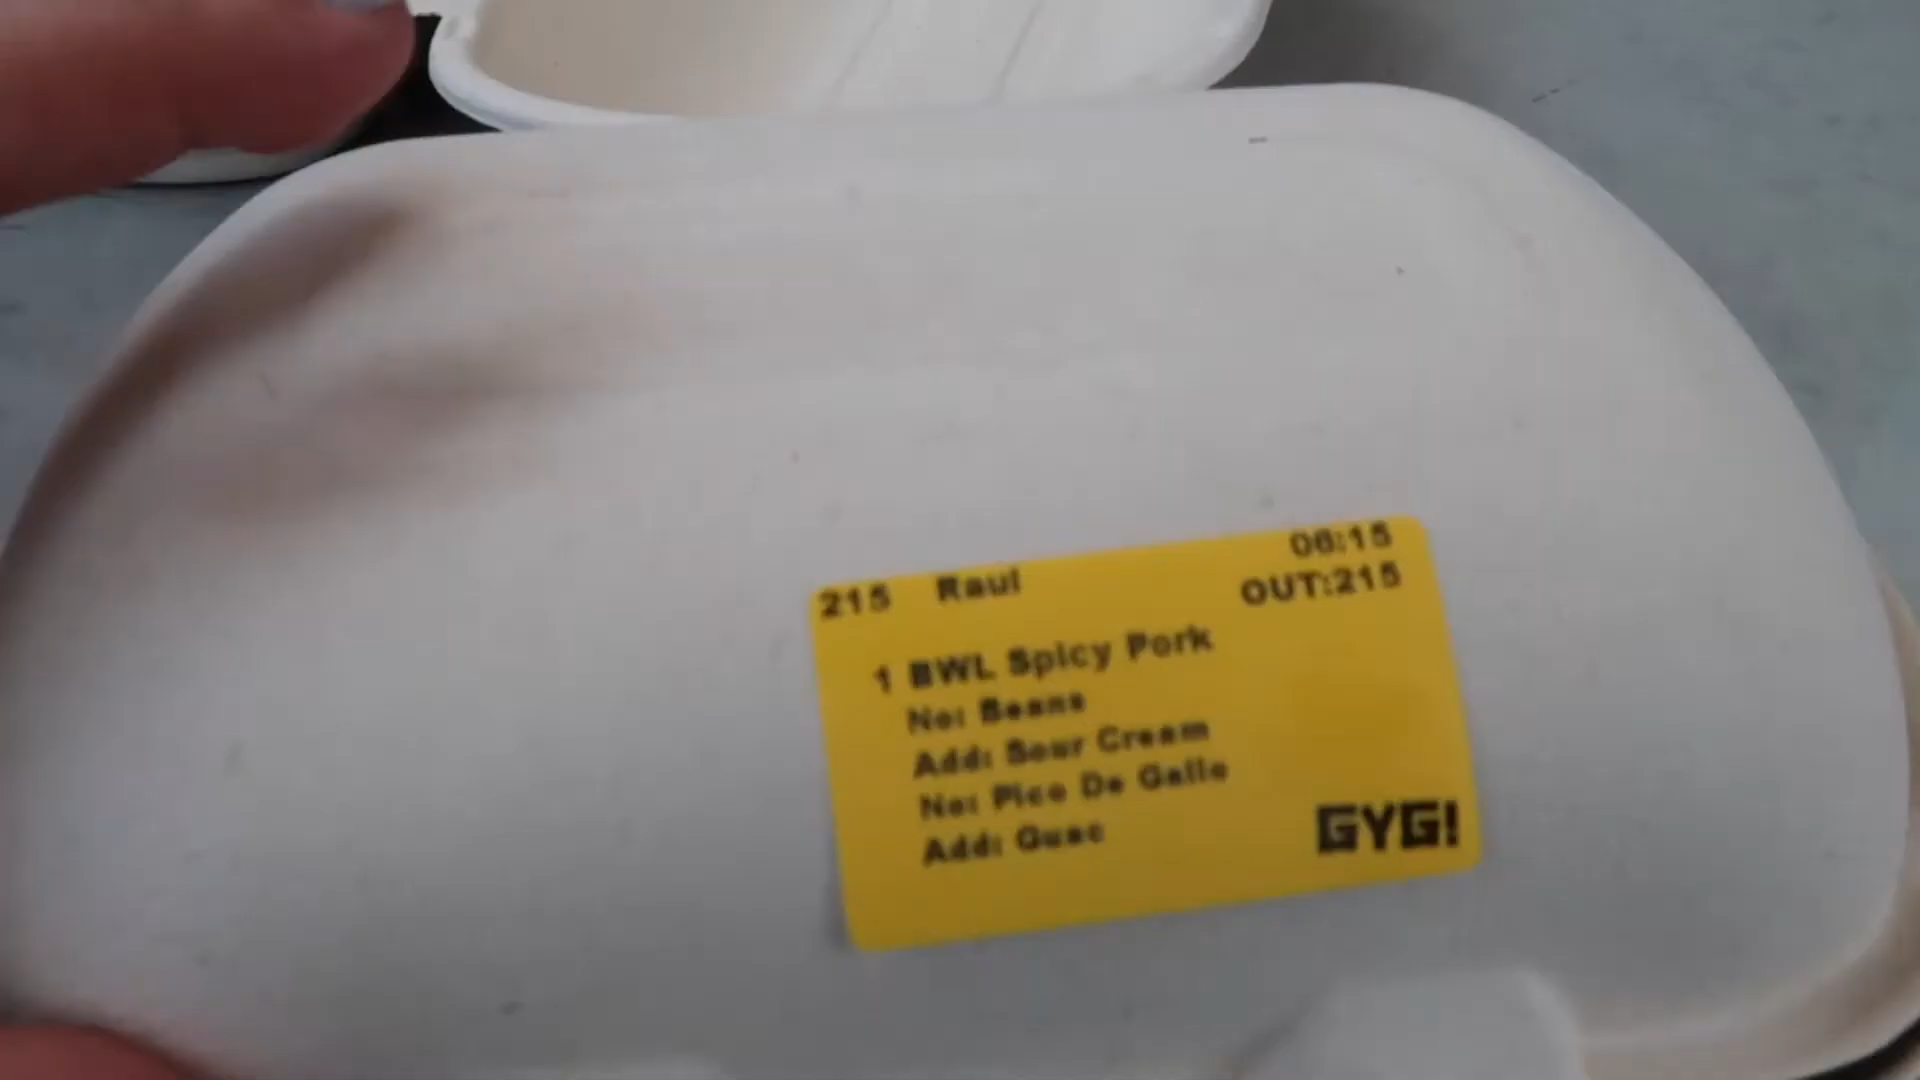 215 Raul 06:15
OUT:215
1 BWL Spicy Pork
No: Beans
Add: Sour Cream
No: Pico De Gallo
Add: Guac
GYG!